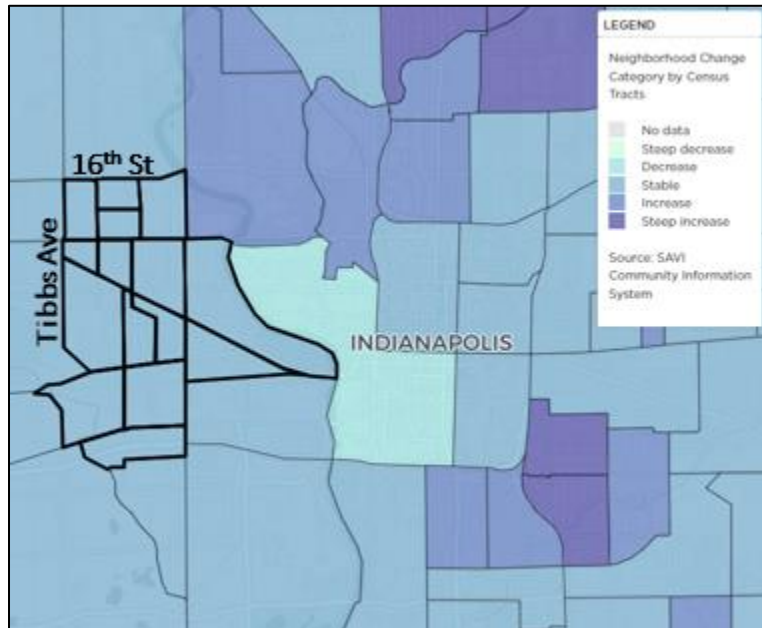 LEGEND
Neighborhood Change
Category by Census
Tracts
No data
Steep decrease
Decrease
Stable
Increase
Steep increase
Source: SAVI
Community Information
System
16th St
Tibbs Ave
INDIANAPOLIS